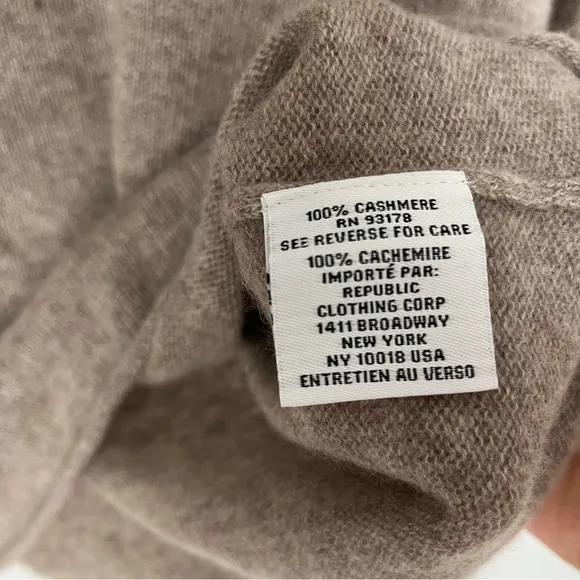 100% CASHMERE
RN 93178
SEE REVERSE FOR CARE
100% CACHEMIRE
IMPORTÉ PAR:
REPUBLIC
CLOTHING CORP
1411 BROADWAY
NEW YORK
NY 10018 USA
ENTRETIEN AU VERSO